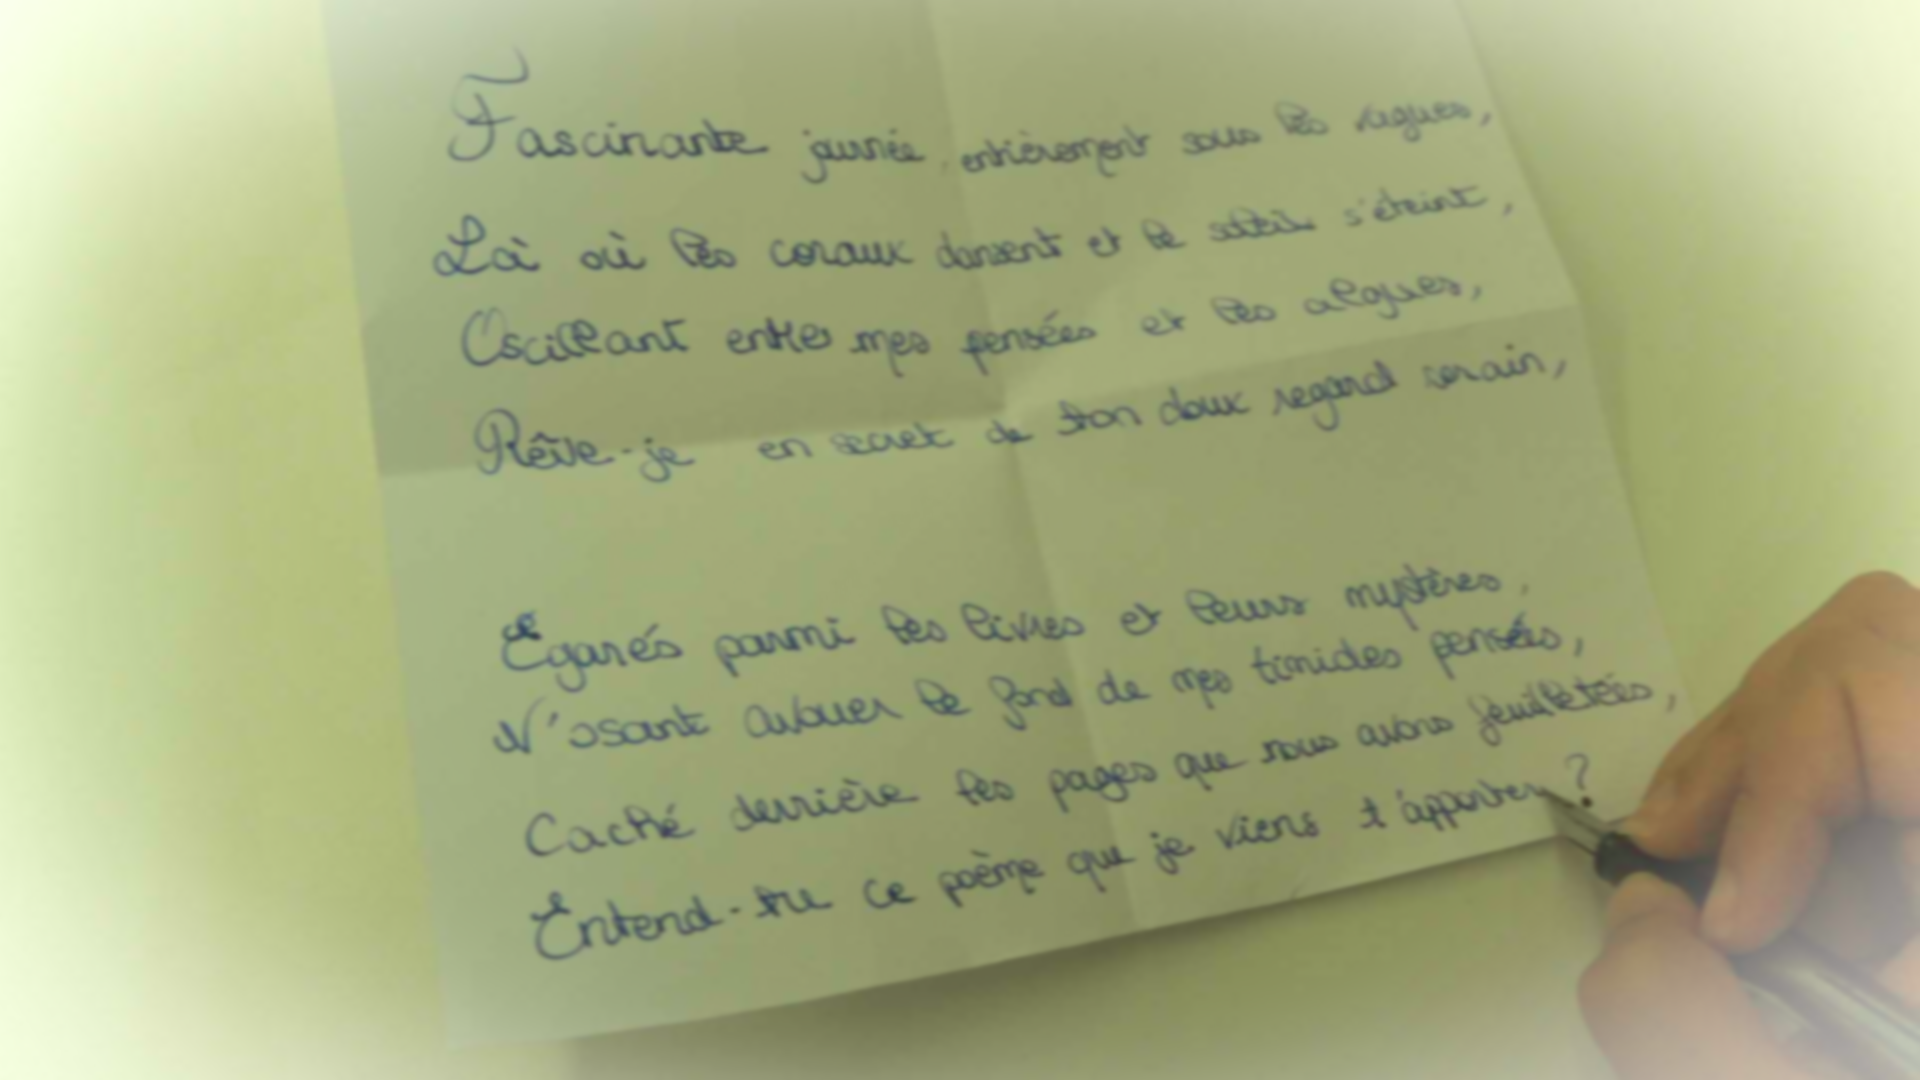 Fascinante journée, entièrement sous les vagues,
Là où les coraux dansent et le soleil s'éteint,
Oscillant entre mes pensées et les algues,
Rêve-je en secret de ton doux regard serain,
Egarés parmi les livres et leurs mystères,
N'osant avouer le fond de mes timides pensées,
Caché derrière les pages que nous avons feuilletées,
Entend-tu ce poème que je viens t'apporter ?